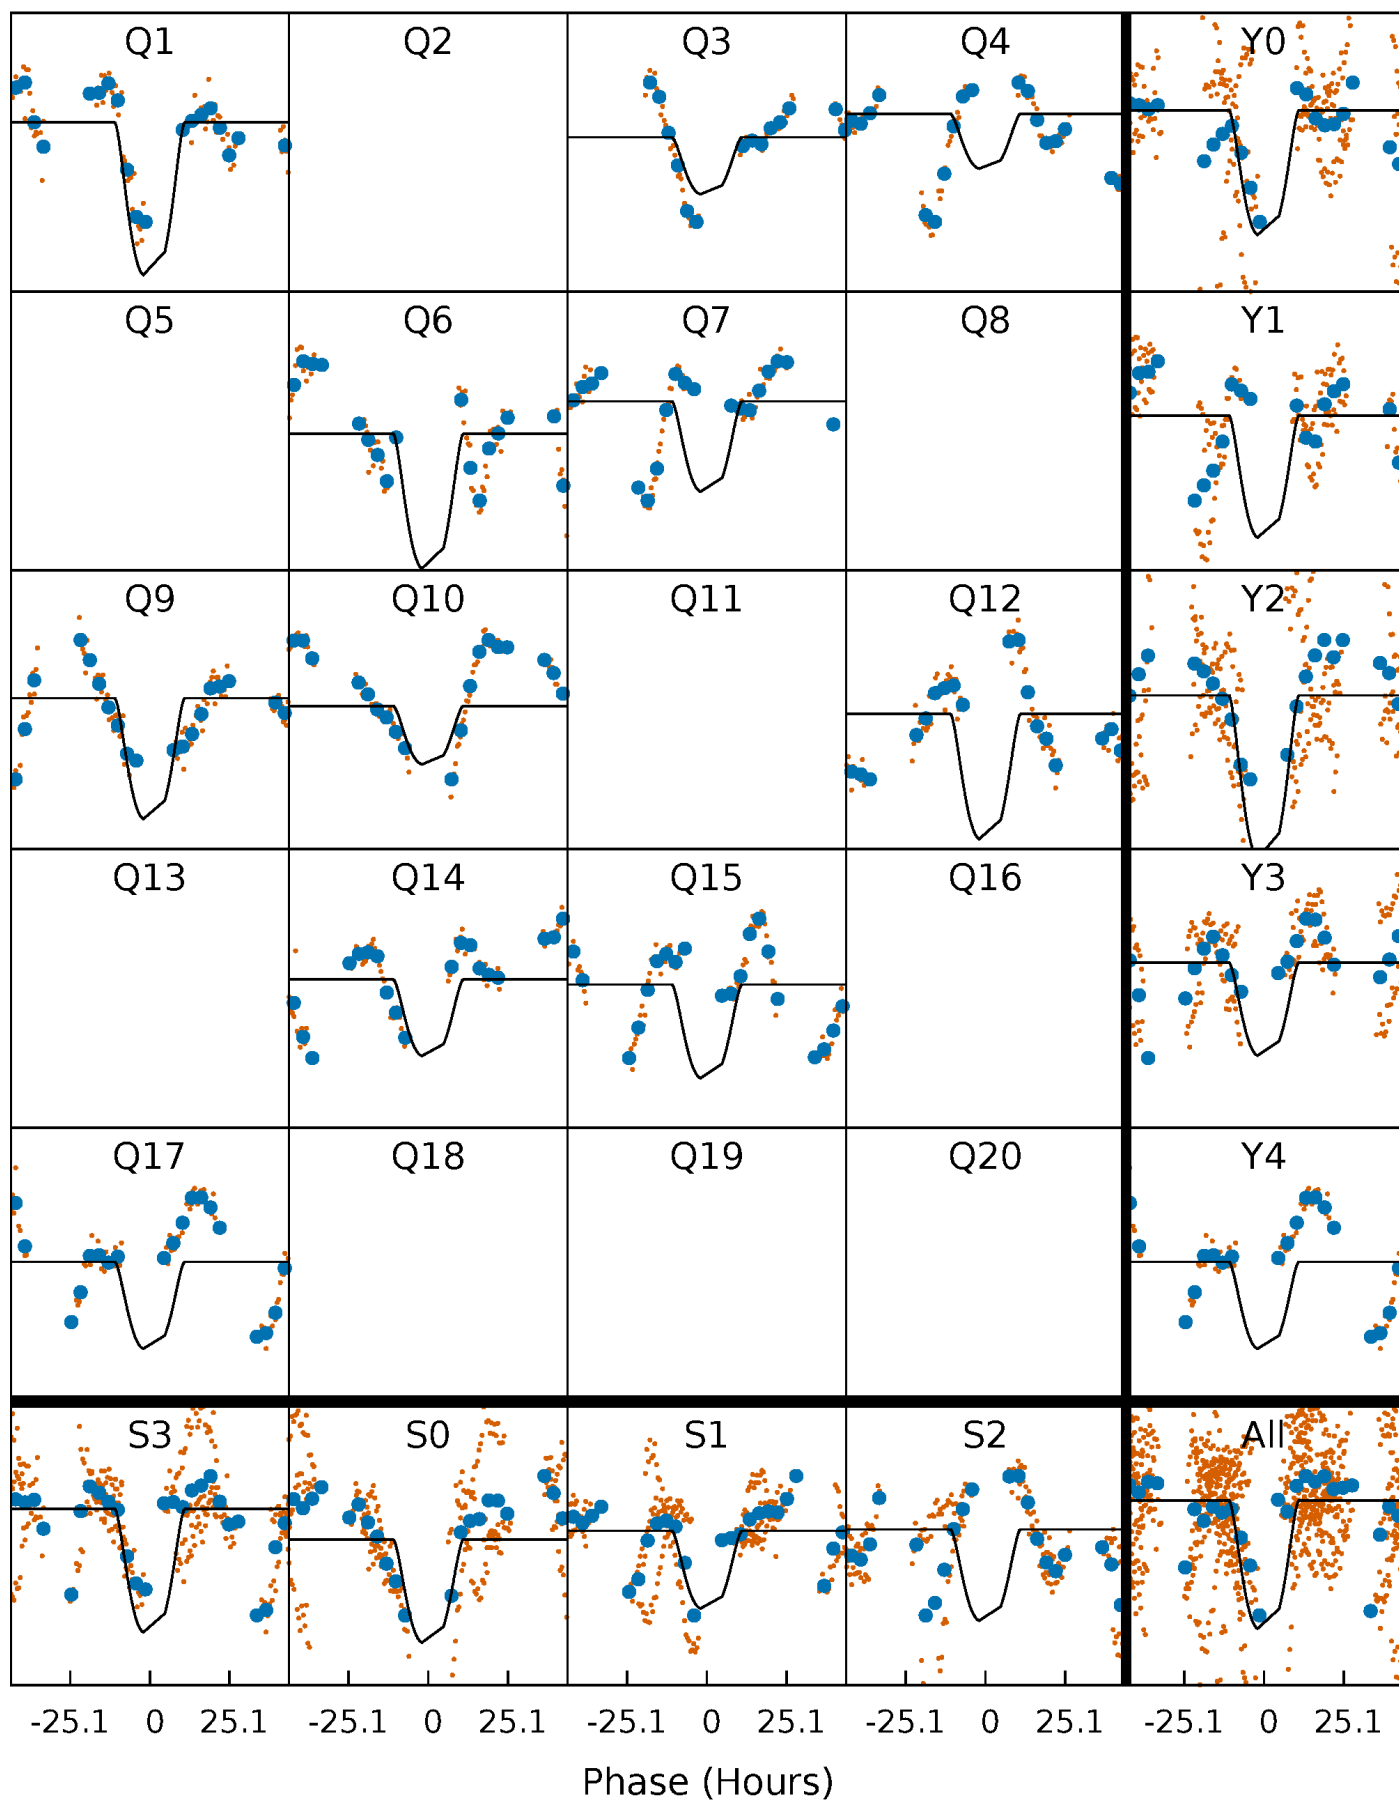 Q1 Q2 Q3 Q4 Y0
Q5 Q6 Q7 Q8 Y1
Q9 Q10 Q11 Q12 Y2
Q13 Q14 Q15 Q16 Y3
Q17 Q18 Q19 Q20 Y4
S3 S0 S1 S2 All
-25.1 0 25.1 -25.1 0 25.1 -25.1 0 25.1 -25.1 0 25.1 -25.1 0 25.1
Phase (Hours)